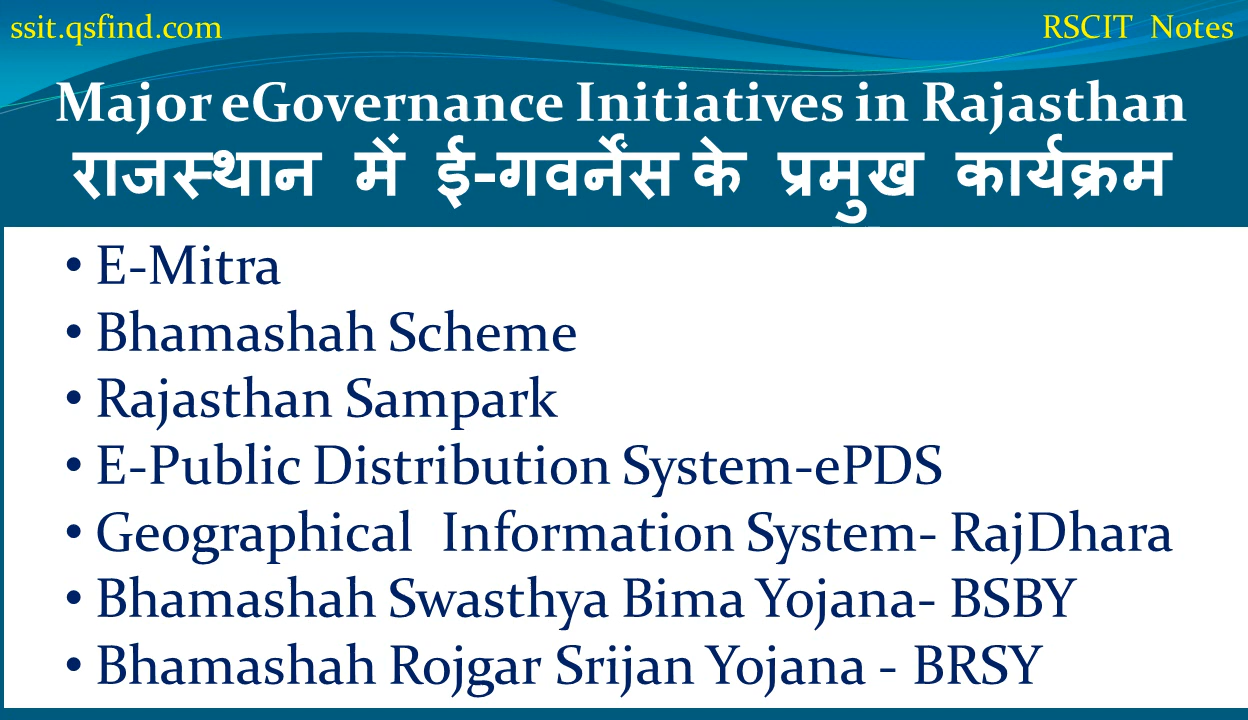 ssit.qsfind.com
RSCIT Notes
Major eGovernance Initiatives in Rajasthan
राजस्थान में ई-गवर्नेंस के प्रमुख कार्यक्रम
• E-Mitra
• Bhamashah Scheme
• Rajasthan Sampark
• E-Public Distribution System-ePDS
• Geographical Information System- RajDhara
• Bhamashah Swasthya Bima Yojana- BSBY
• Bhamashah Rojgar Srijan Yojana - BRSY